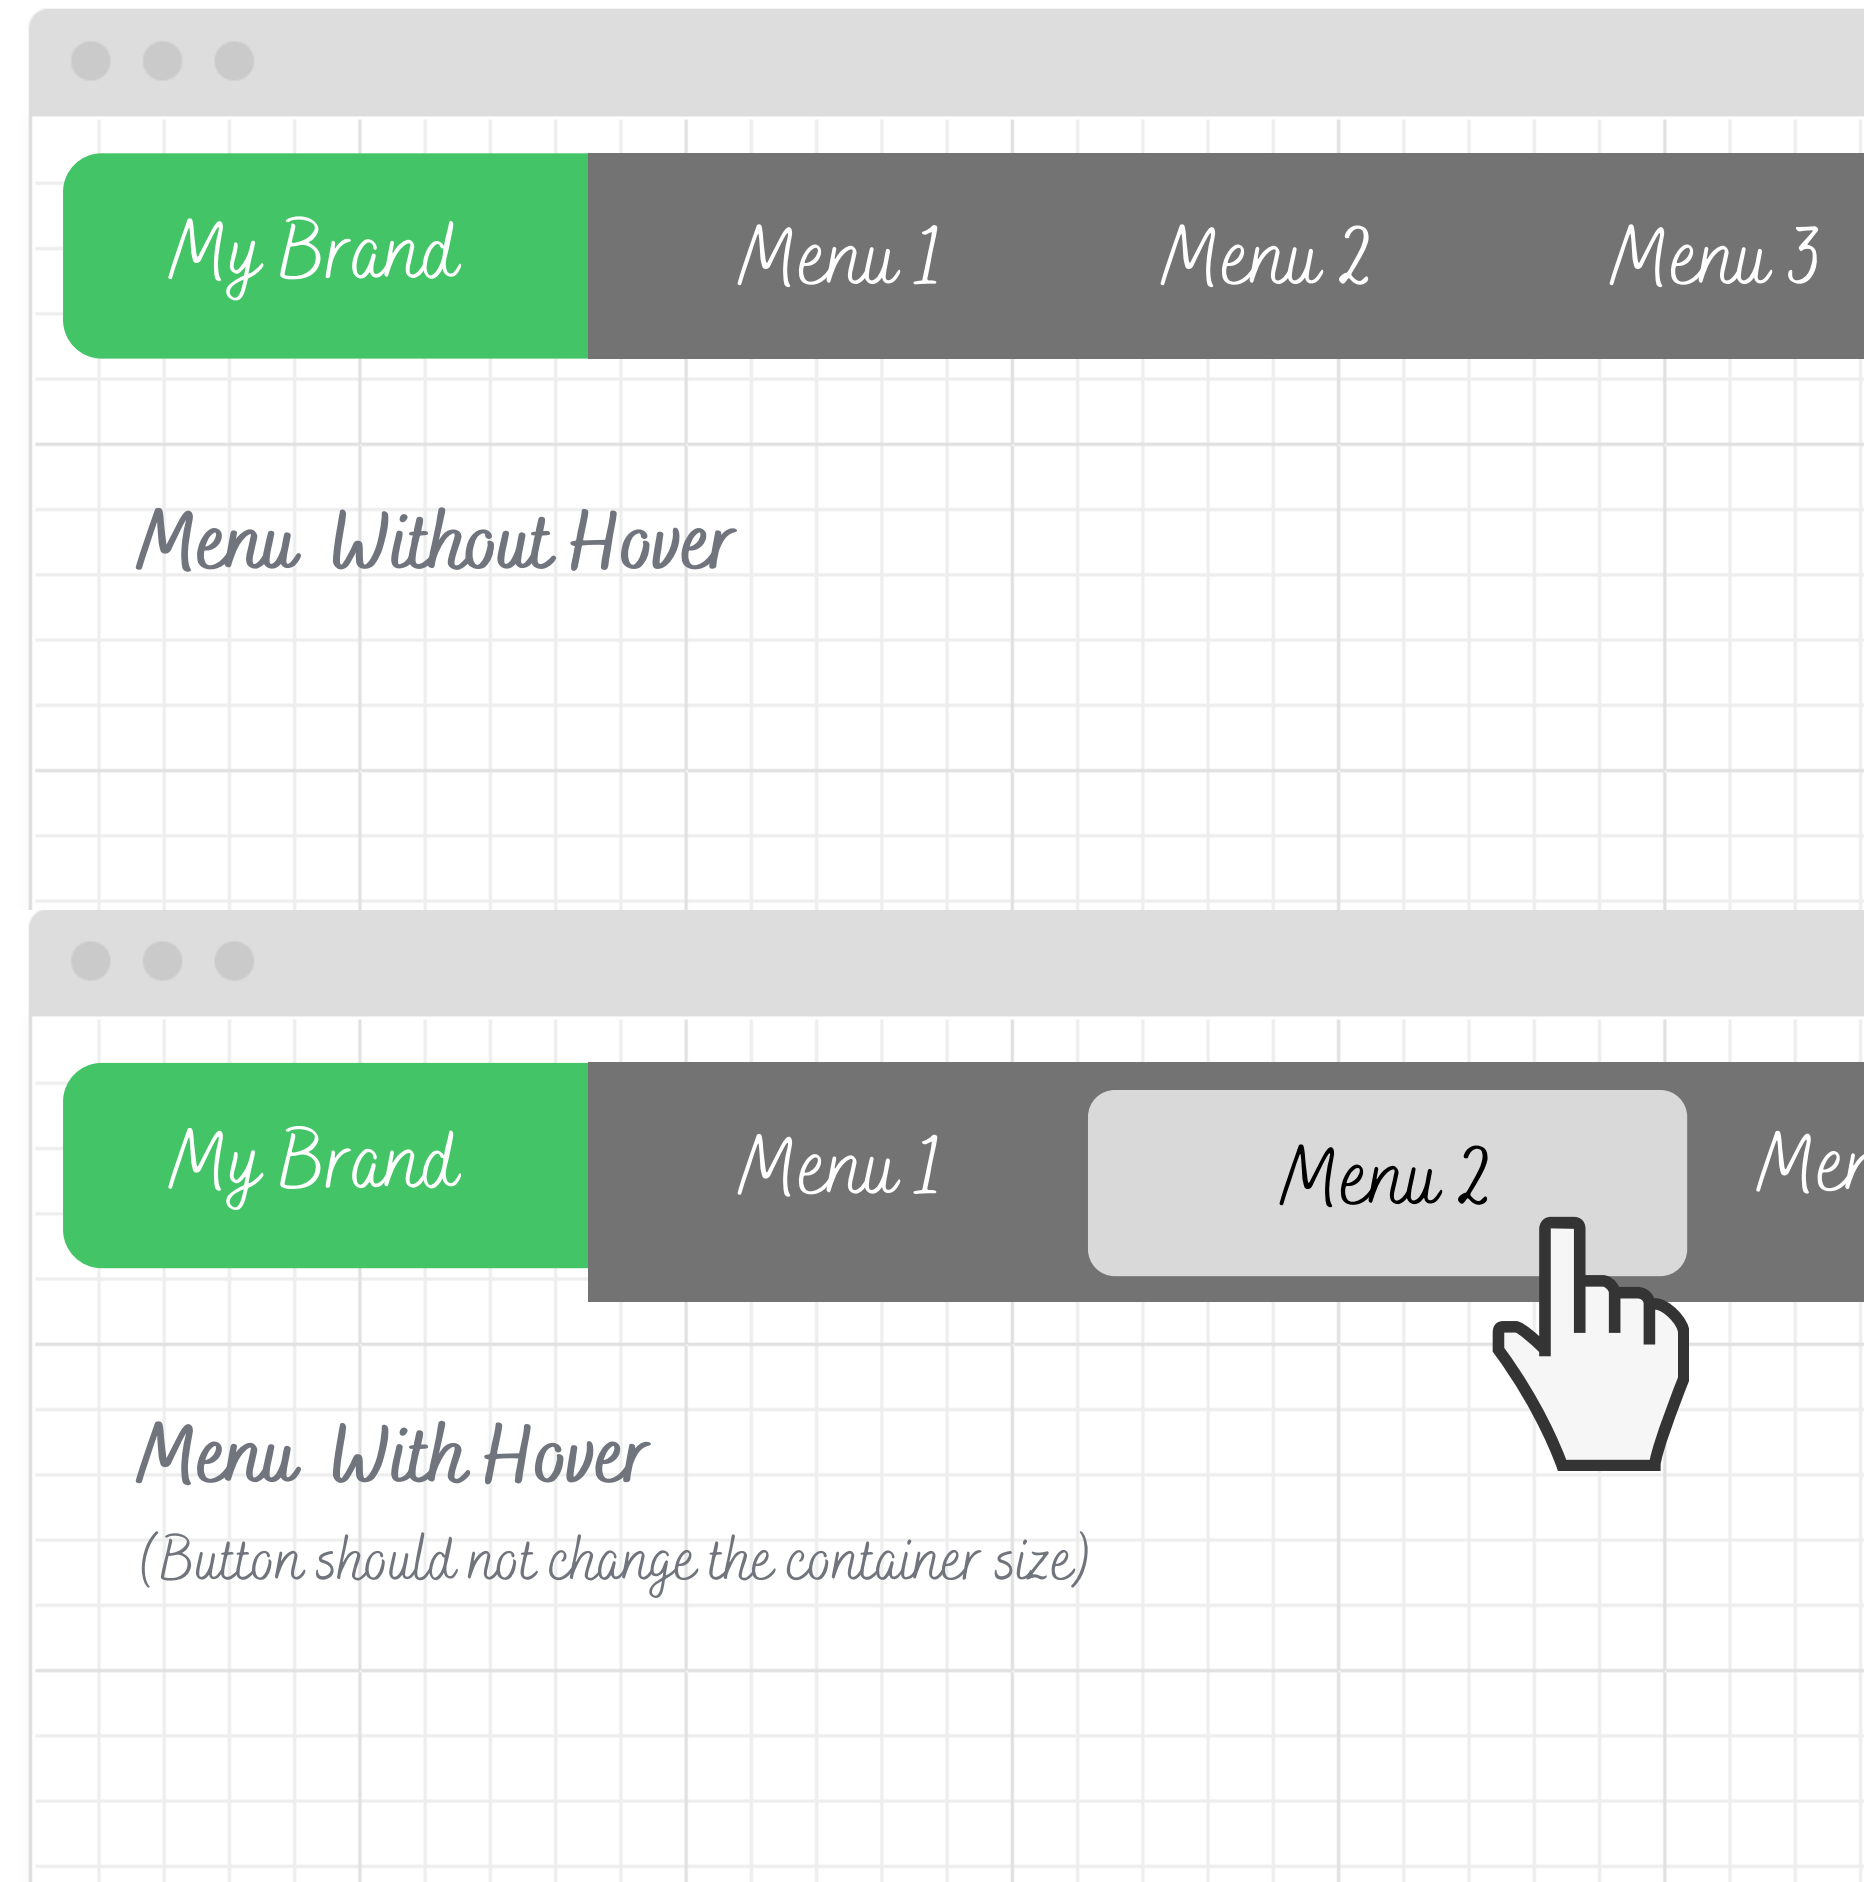 My Brand Menu 1 Menu 2 Menu 3
Menu Without Hover
My Brand Menu 1 Menu 2
Menu With Hover
(Button should not change the container size)